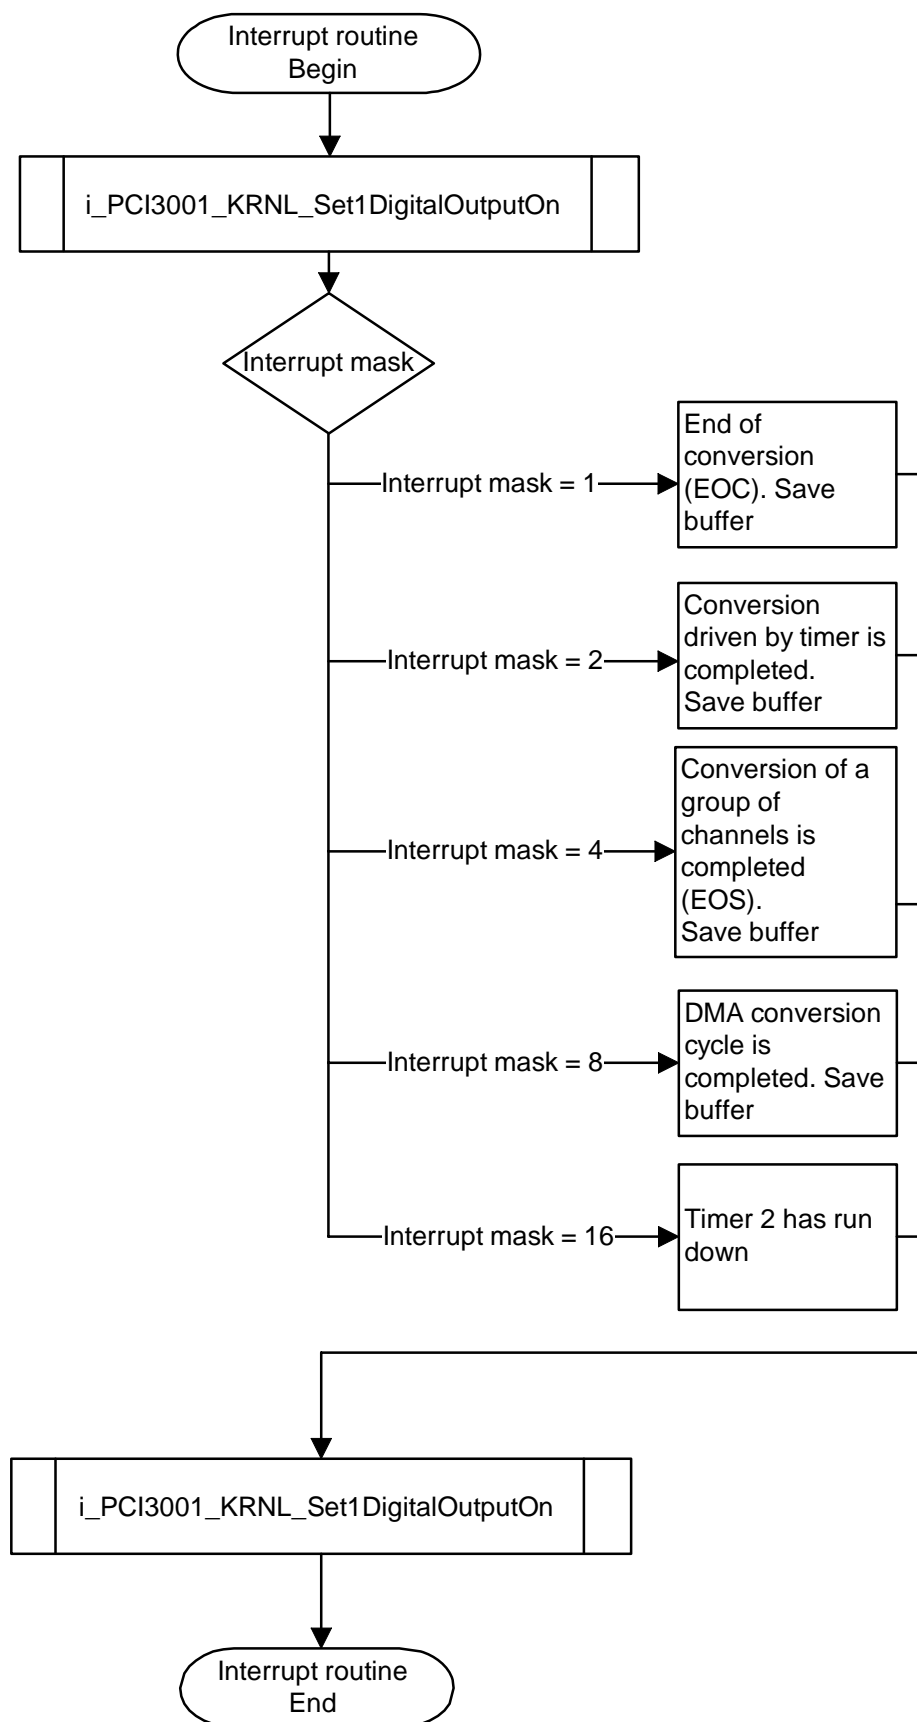 Interrupt routine
Begin
i_PCI3001_KRNL_Set1DigitalOutputOn
Interrupt mask
Interrupt mask = 1
End of
conversion
(EOC). Save
buffer
Interrupt mask = 2
Conversion
driven by timer is
completed.
Save buffer
Interrupt mask = 4
Conversion of a
group of
channels is
completed
(EOS).
Save buffer
Interrupt mask = 8
DMA conversion
cycle is
completed. Save
buffer
Interrupt mask = 16
Timer 2 has run
down
i_PCI3001_KRNL_Set1DigitalOutputOn
Interrupt routine
End